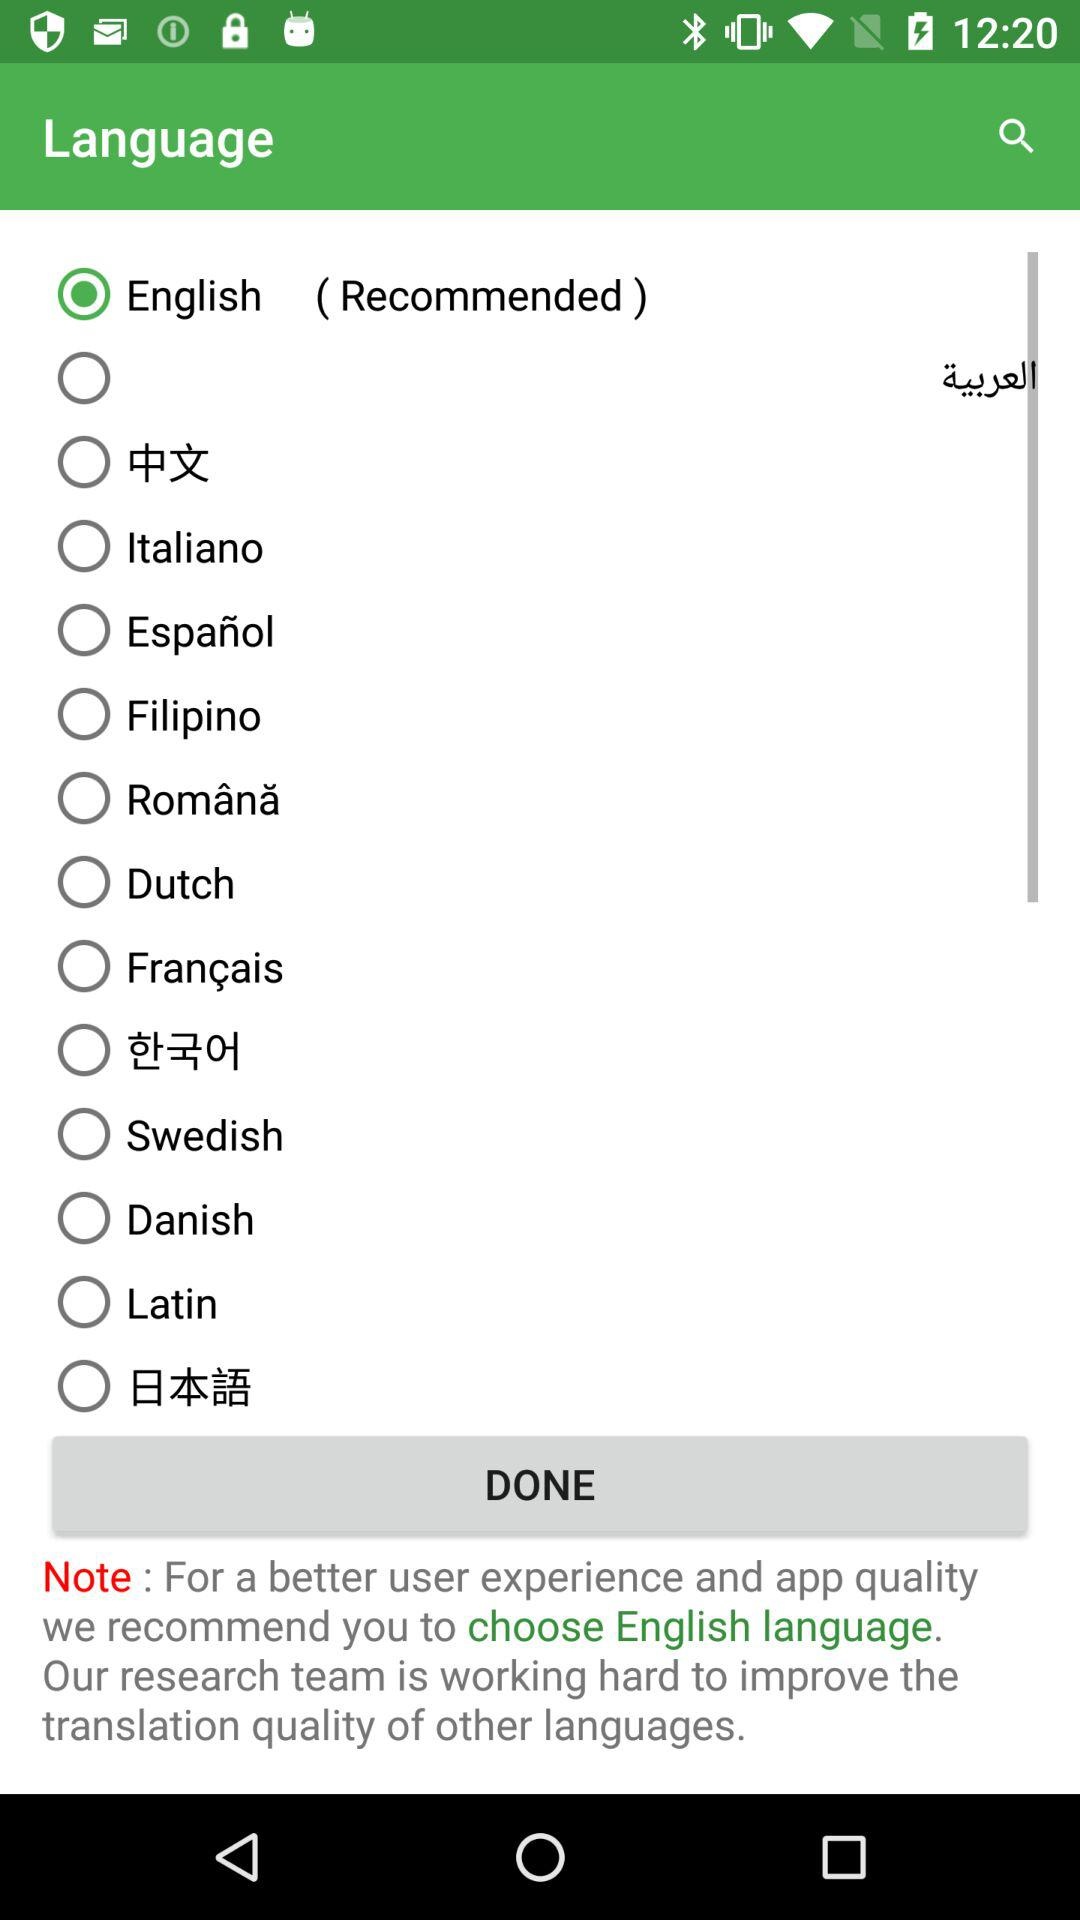 12:20
Language
English ( Recommended )
العربية
中文
Italiano
Español
Filipino
Română
Dutch
Français
한국어
Swedish
Danish
Latin
日本語
DONE
Note : For a better user experience and app quality
we recommend you to choose English language.
Our research team is working hard to improve the
translation quality of other languages.